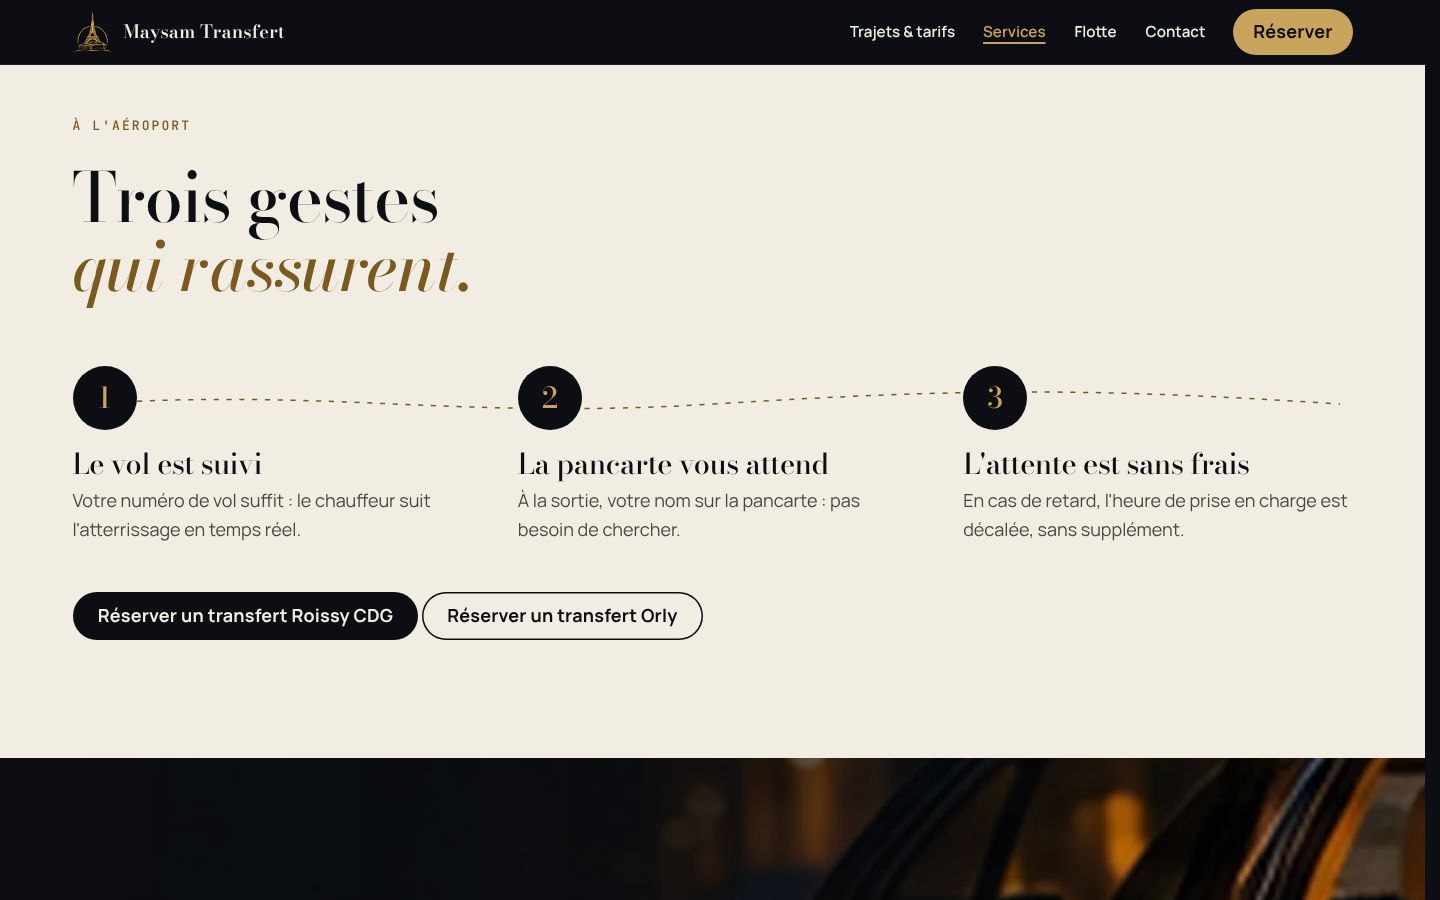 Maysam Transfert
Trajets & tarifs
Services
Flotte
Contact
Réserver
À L'AÉROPORT
Trois gestes
qui rassurent.
1
2
3
Le vol est suivi
Votre numéro de vol suffit : le chauffeur suit
l'atterrissage en temps réel.
La pancarte vous attend
À la sortie, votre nom sur la pancarte : pas
besoin de chercher.
L'attente est sans frais
En cas de retard, l'heure de prise en charge est
décalée, sans supplément.
Réserver un transfert Roissy CDG
Réserver un transfert Orly